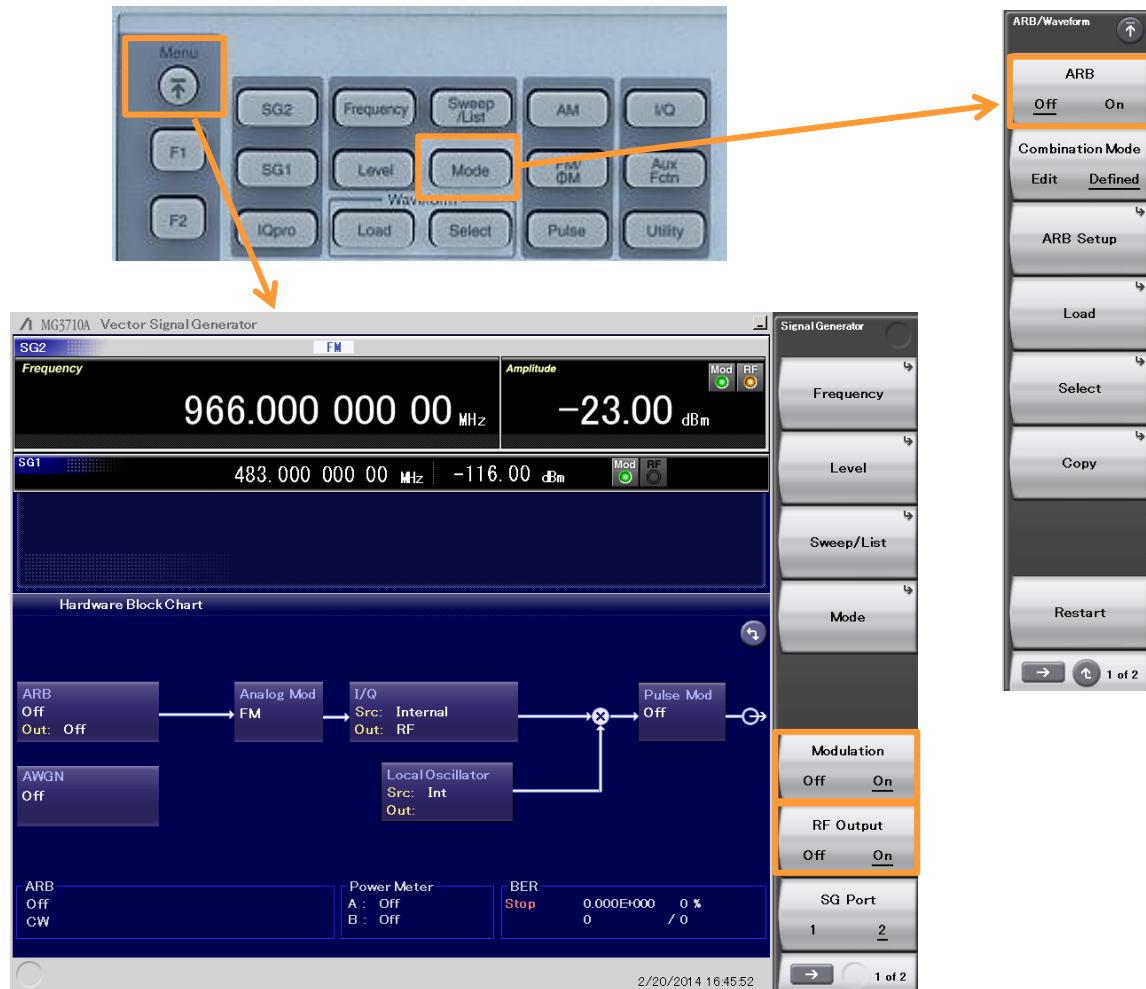 Menu
F1
F2
SG2
Frequency
Sweep
/List
AM
I/Q
SG1
Level
Mode
FM/
ΦM
Aux
Fctn
Waveform
IQpro
Load
Select
Pulse
Utility
ARB/Waveform
ARB
Off On
Combination Mode
Edit Defined
ARB Setup
Load
Select
Copy
Restart
1 of 2
MG3710A Vector Signal Generator
SG2
FM
Frequency
966.000 000 00 MHz
Amplitude
Mod RF
-23.00 dBm
SG1
483.000 000 00 MHz -116.00 dBm
Mod RF
Hardware Block Chart
ARB
Off
Out: Off
Analog Mod
FM
I/Q
Src: Internal
Out: RF
Pulse Mod
Off
AWGN
Off
Local Oscillator
Src: Int
Out:
ARB
Off
CW
Power Meter
A : Off
B : Off
BER
Stop 0.000E+000 0 %
0 / 0
2/20/2014 16:45:52
Signal Generator
Frequency
Level
Sweep/List
Mode
Modulation
Off On
RF Output
Off On
SG Port
1 2
1 of 2